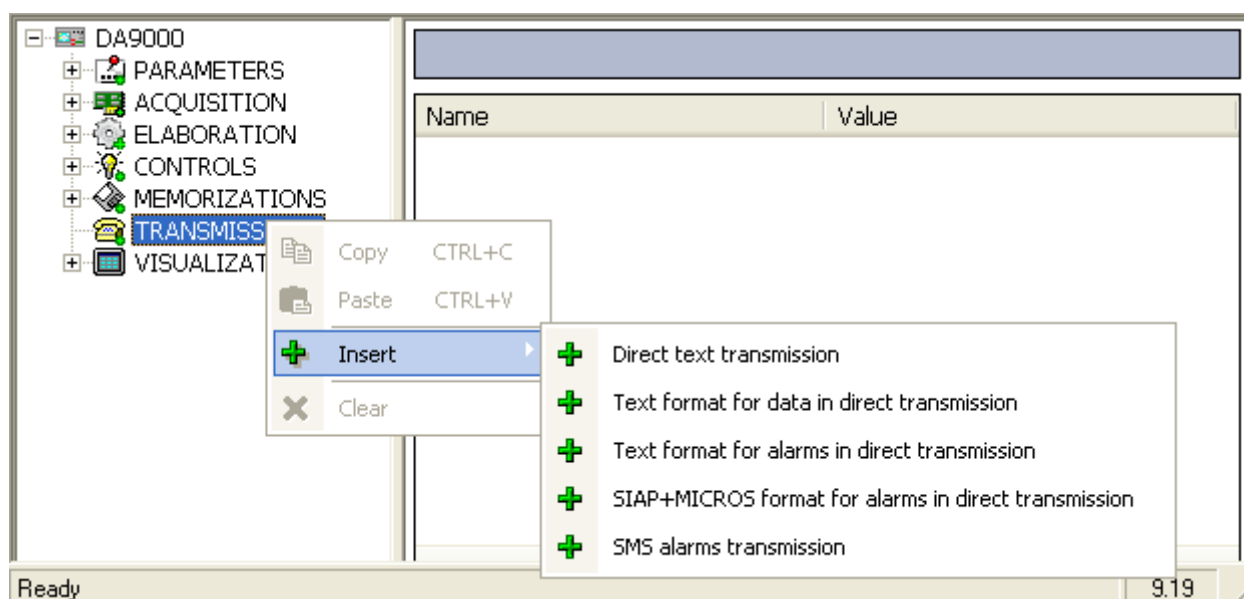 DA9000
PARAMETERS
ACQUISITION
ELABORATION
CONTROLS
MEMORIZATIONS
TRANSMISS
VISUALIZAT
Name Value
Copy CTRL+C
Paste CTRL+V
Insert
Clear
Direct text transmission
Text format for data in direct transmission
Text format for alarms in direct transmission
SIAP+MICROS format for alarms in direct transmission
SMS alarms transmission
Ready 9.19